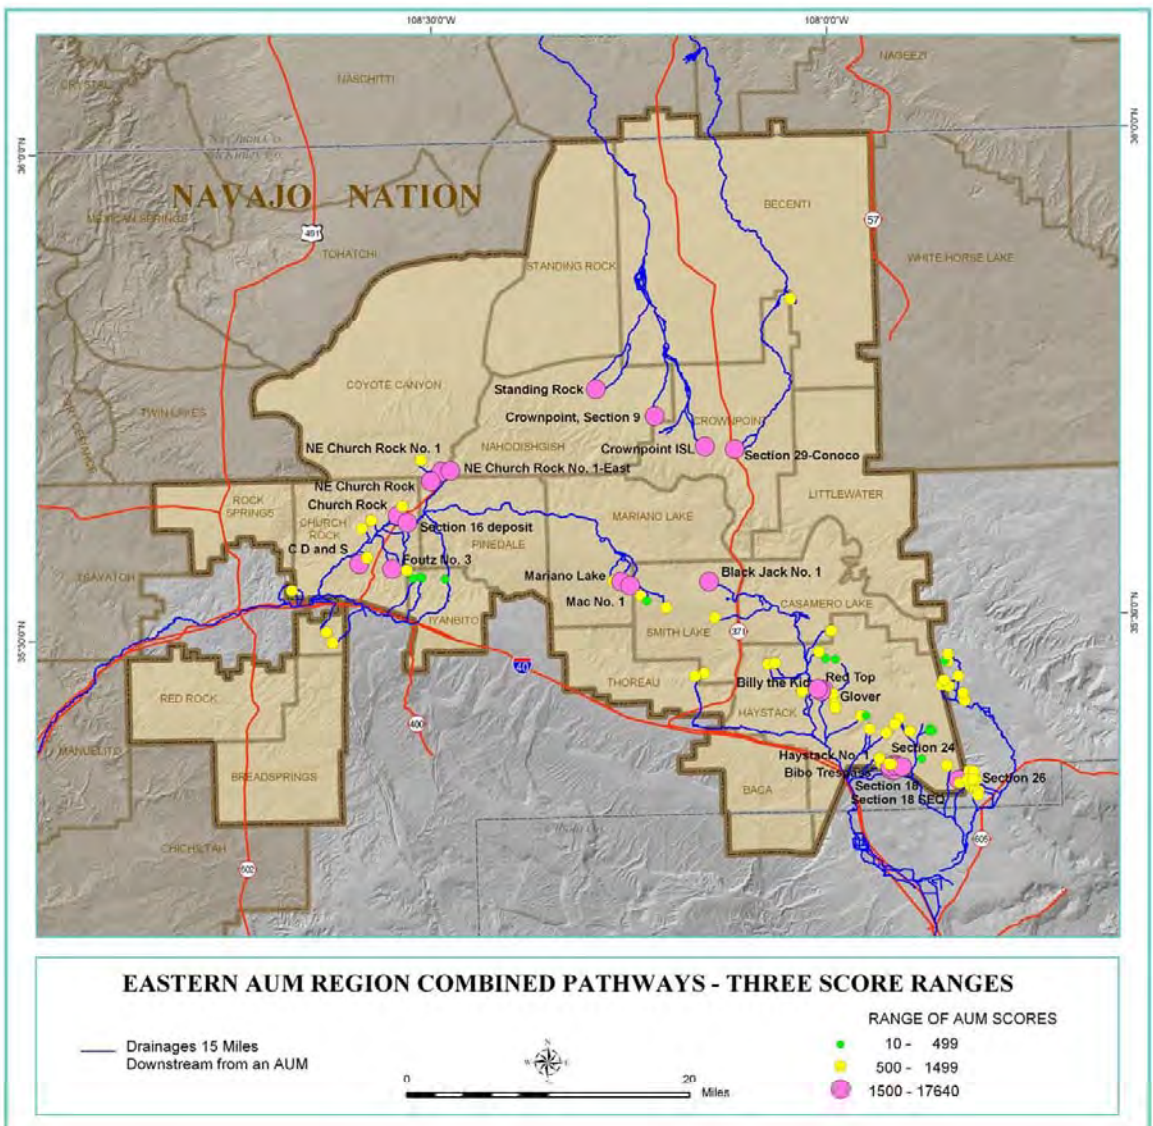 108°30'0"W
108°0'0"W
NAGEEZI
CRYSTAL
NASCHITTI
36°0'0"N
36°0'0"N
NAVAJO NATION
MEXICAN SPRINGS
BECENTI
491
57
TOHATCHI
STANDING ROCK
WHITE HORSE LAKE
COYOTE CANYON
Standing Rock
TWIN LAKES
Crownpoint, Section 9
CROWNPOINT
NE Church Rock No. 1
NAHODISHGISH
Crownpoint ISL
Section 29-Conoco
NE Church Rock No. 1-East
NE Church Rock
LITTLEWATER
ROCK
SPRINGS
Church Rock
MARIANO LAKE
CHURCH
ROCK
Section 16 deposit
PINEDALE
C D and S
Foutz No. 3
TSAYATOH
Mariano Lake
Black Jack No. 1
Mac No. 1
CASAMERO LAKE
IYANBITO
SMITH LAKE
371
35°30'0"N
35°30'0"N
40
THOREAU
Billy the Kid
Red Top
Glover
RED ROCK
HAYSTACK
400
MANUELITO
Section 24
Haystack No.
BREADSPRINGS
Bibo Trespass
Section 26
BACA
Section 18
Section 18 SEQ
CHICHILTAH
605
602
EASTERN AUM REGION COMBINED PATHWAYS - THREE SCORE RANGES
Drainages 15 Miles
Downstream from an AUM
W
E
S
0
20
Miles
RANGE OF AUM SCORES
10 - 499
500 - 1499
1500 - 17640